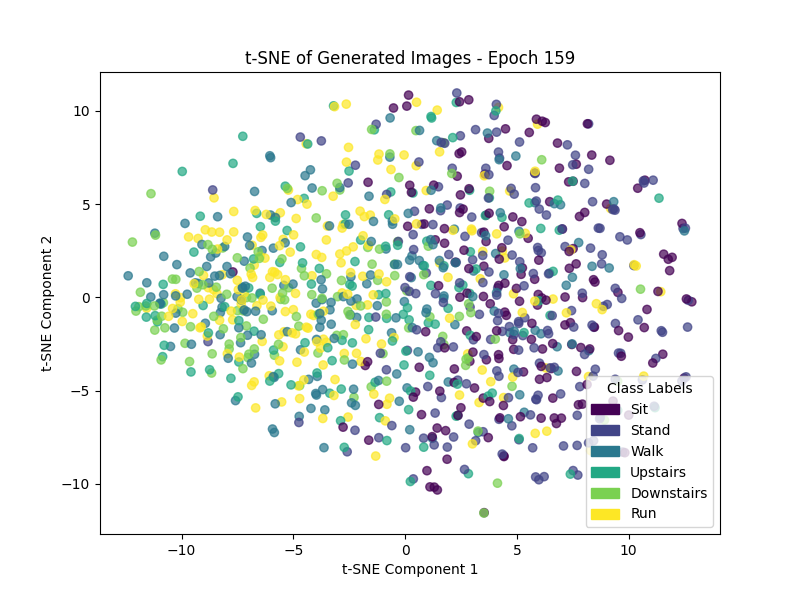 t-SNE of Generated Images - Epoch 159
10
5
0
−5
−10
t-SNE Component 2
−10
−5
0
5
10
t-SNE Component 1
Class Labels
Sit
Stand
Walk
Upstairs
Downstairs
Run